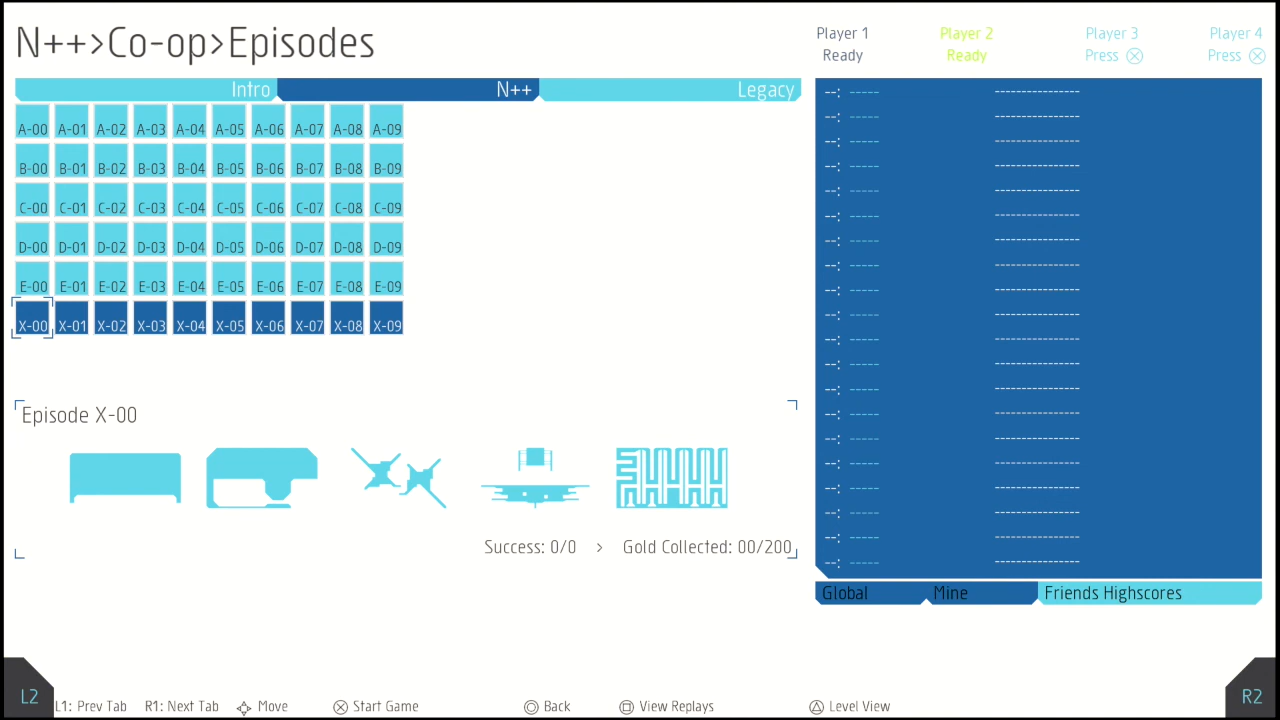 N++>Co-op>Episodes
Player 1 Player 2 Player 3 Player 4
Ready Ready Press Press
Intro N++ Legacy
A-00 A-01 A-02 A-03 A-04 A-05 A-06 A-07 A-08 A-09
B-00 B-01 B-02 B-03 B-04 B-05 B-06 B-07 B-08 B-09
C-00 C-01 C-02 C-03 C-04 C-05 C-06 C-07 C-08 C-09
D-00 D-01 D-02 D-03 D-04 D-05 D-06 D-07 D-08 D-09
E-00 E-01 E-02 E-03 E-04 E-05 E-06 E-07 E-08 E-09
X-00 X-01 X-02 X-03 X-04 X-05 X-06 X-07 X-08 X-09
Episode X-00
Success: 0/0 > Gold Collected: 00/200
Global Mine Friends Highscores
L2 L1: Prev Tab R1: Next Tab Move Start Game Back View Replays Level View R2